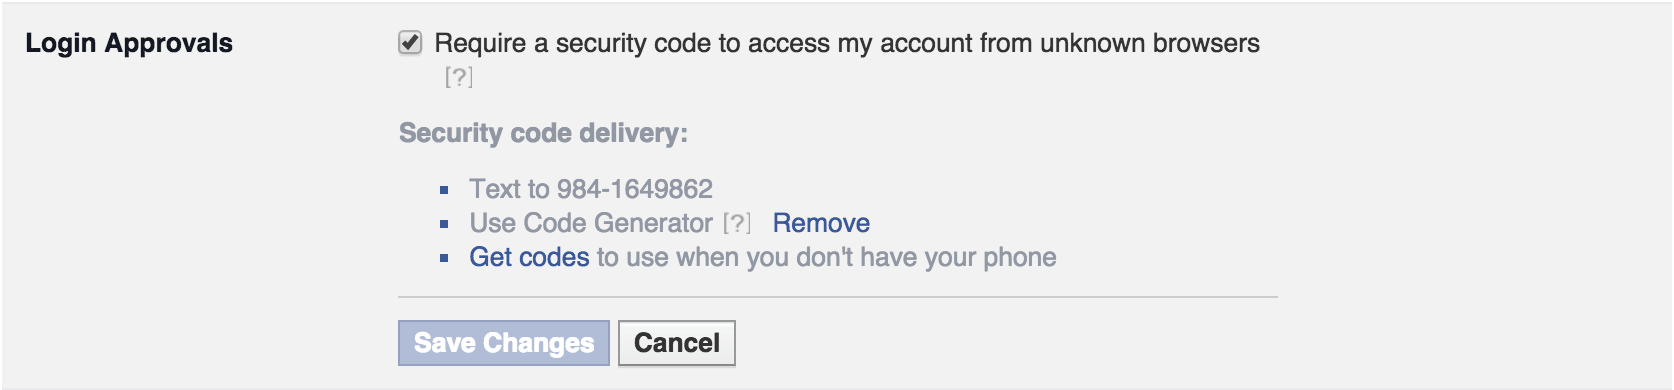 Login Approvals
Require a security code to access my account from unknown browsers
[?]
Security code delivery:
Text to 984-1649862
Use Code Generator [?] Remove
Get codes to use when you don't have your phone
Save Changes Cancel